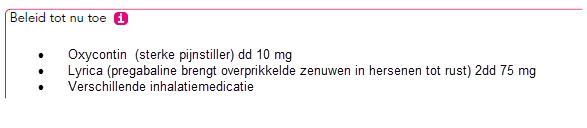 Beleid tot nu toe i
• Oxycontin (sterke pijnstiller) dd 10 mg
• Lyrica (pregabaline brengt overprikkelde zenuwen in hersenen tot rust) 2dd 75 mg
• Verschillende inhalatiemedicatie